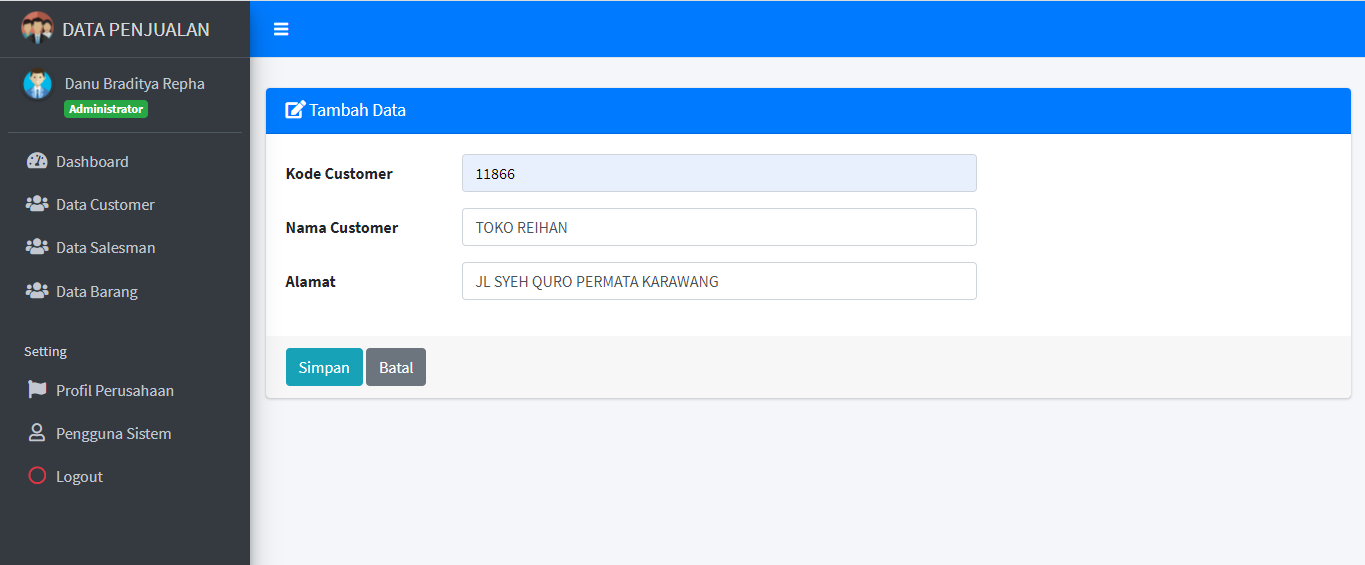 DATA PENJUALAN
Danu Braditya Repha
Administrator
Dashboard
Data Customer
Data Salesman
Data Barang
Setting
Profil Perusahaan
Pengguna Sistem
Logout
Tambah Data
Kode Customer 11866
Nama Customer TOKO REIHAN
Alamat JL SYEH QURO PERMATA KARAWANG
Simpan Batal